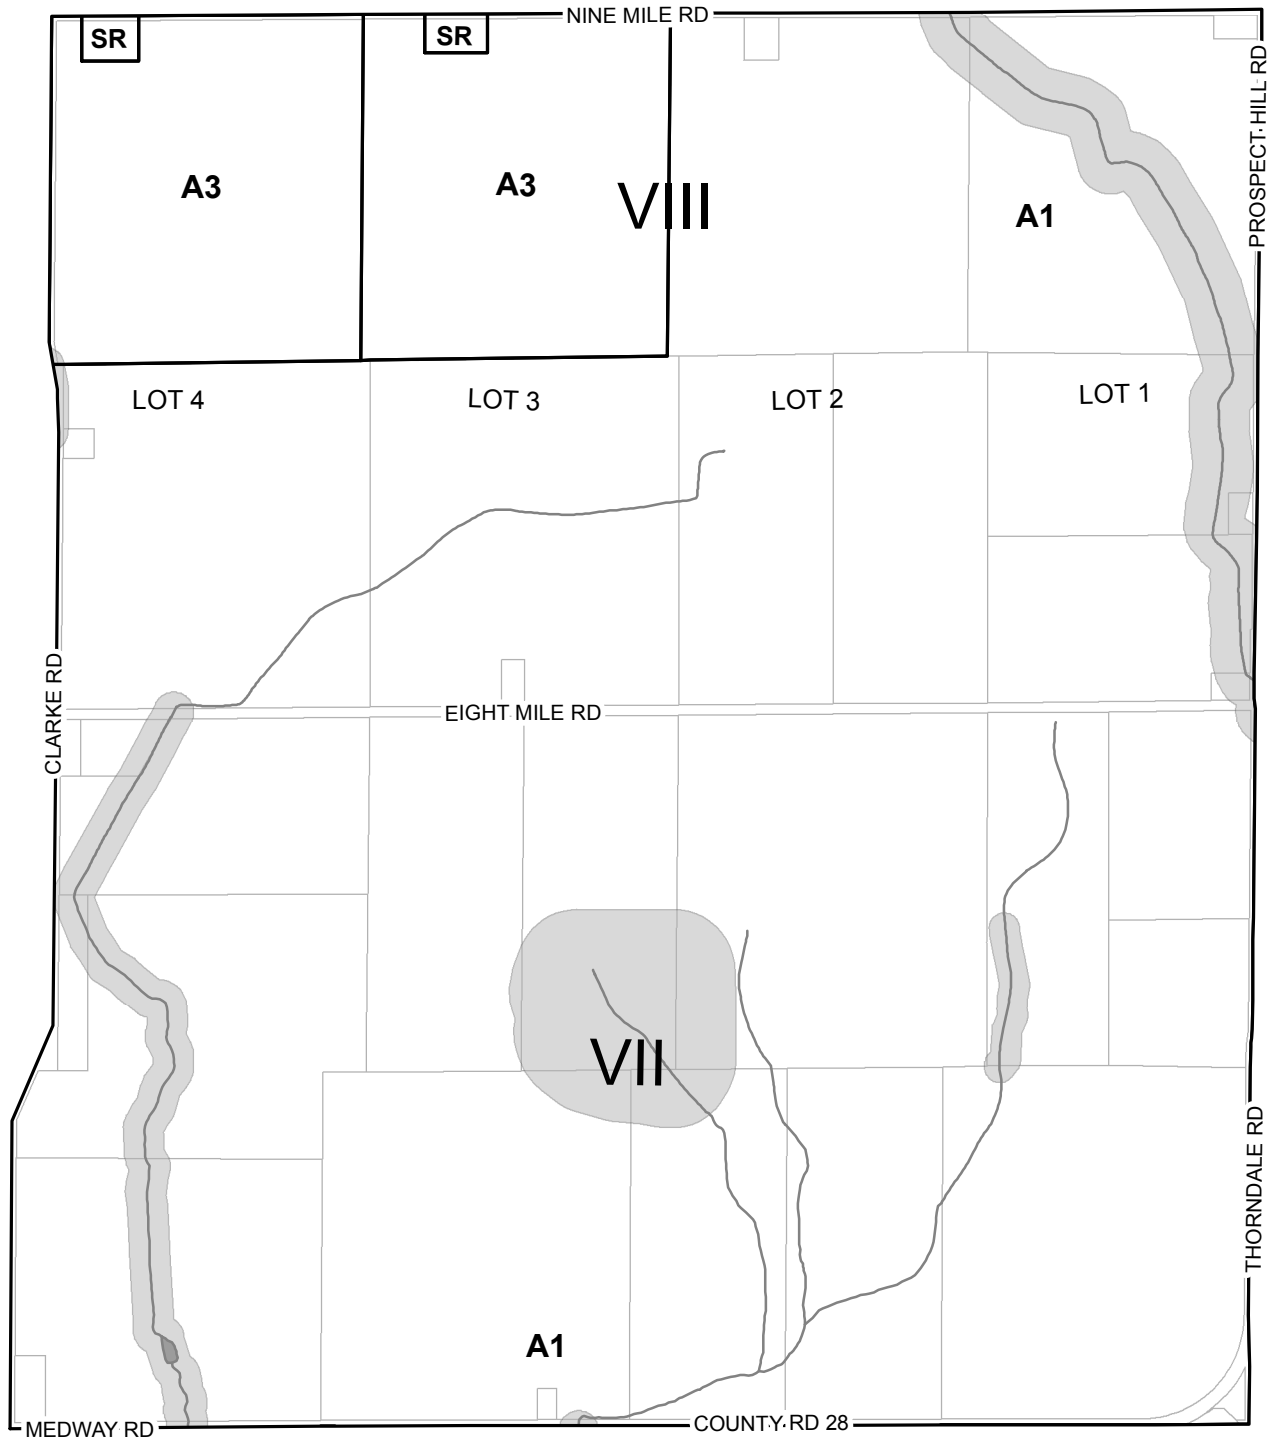 NINE MILE RD
SR
SR
PROSPECT HILL RD
A3
A3
VIII
A1
LOT 4
LOT 3
LOT 2
LOT 1
CLARKE RD
EIGHT MILE RD
VII
THORNDALE RD
A1
MEDWAY RD
COUNTY RD 28